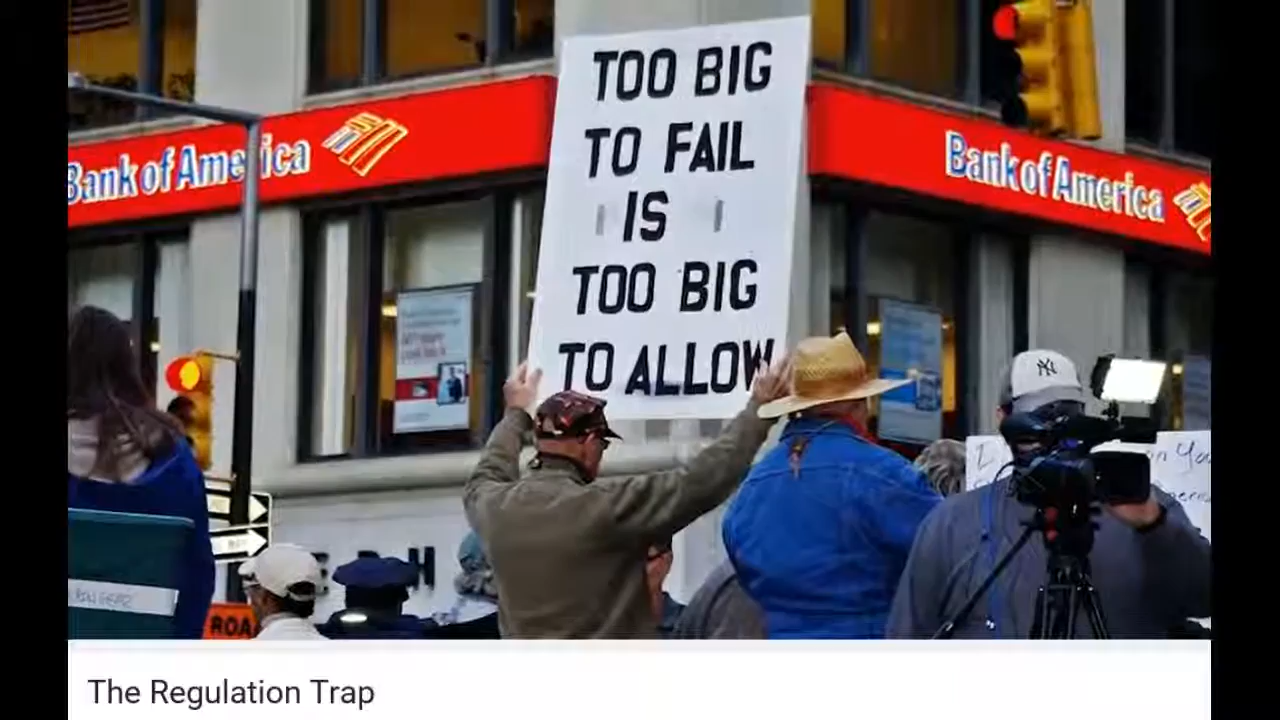 Bank of America
TOO BIG
TO FAIL
IS
TOO BIG
TO ALLOW
Bank of America
NY
ROA
The Regulation Trap